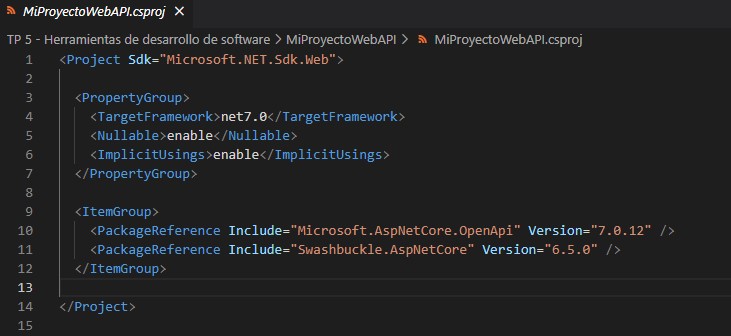 MiProyectoWebAPI.csproj X
TP 5 - Herramientas de desarrollo de software > MiProyectoWebAPI > MiProyectoWebAPI.csproj
1 <Project Sdk="Microsoft.NET.Sdk.Web">
2
3 <PropertyGroup>
4 <TargetFramework>net7.0</TargetFramework>
5 <Nullable>enable</Nullable>
6 <ImplicitUsings>enable</ImplicitUsings>
7 </PropertyGroup>
8
9 <ItemGroup>
10 <PackageReference Include="Microsoft.AspNetCore.OpenApi" Version="7.0.12" />
11 <PackageReference Include="Swashbuckle.AspNetCore" Version="6.5.0" />
12 </ItemGroup>
13
14 </Project>
15